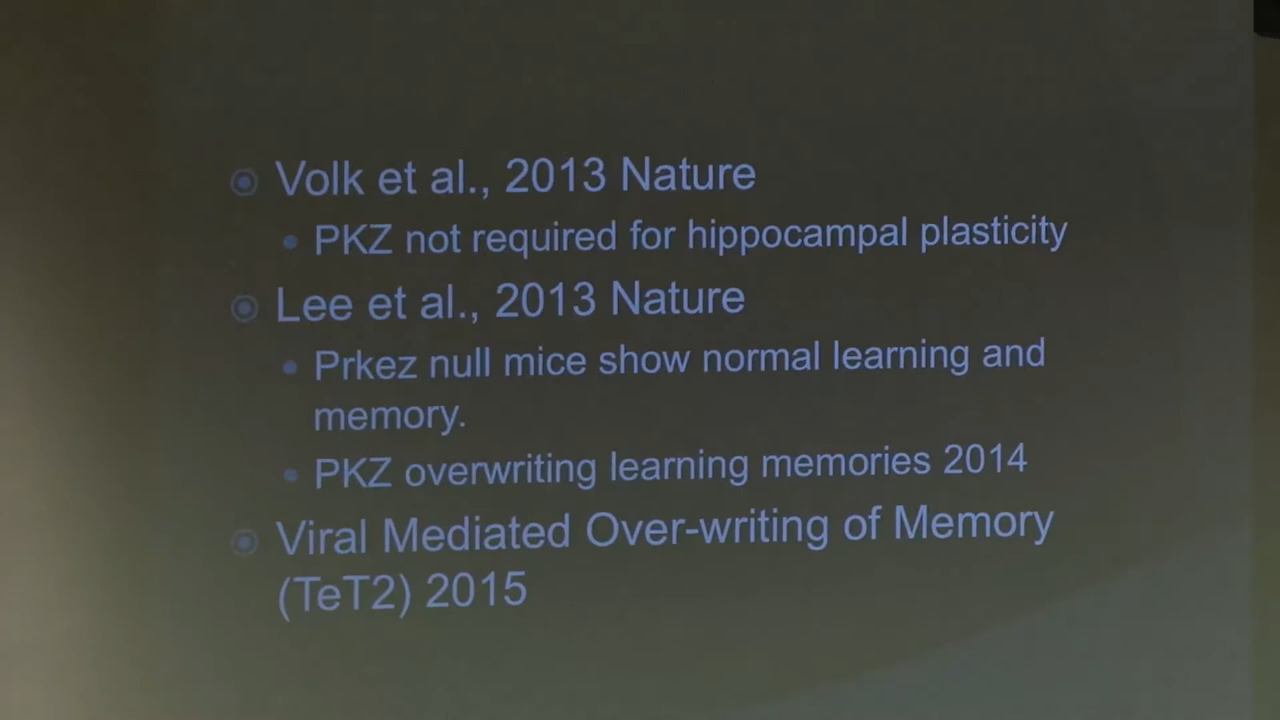 Volk et al., 2013 Nature
PKZ not required for hippocampal plasticity
Lee et al., 2013 Nature
Prkez null mice show normal learning and
memory.
PKZ overwriting learning memories 2014
Viral Mediated Over-writing of Memory
(TeT2) 2015